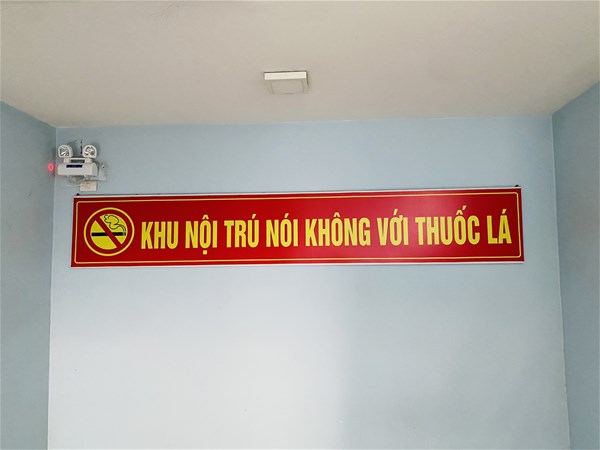 KHU NỘI TRÚ NÓI KHÔNG VỚI THUỐC LÁ